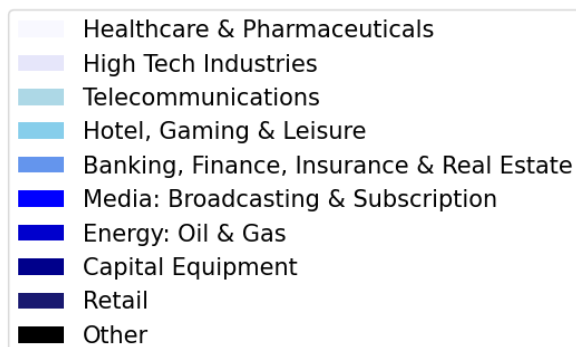 Healthcare & Pharmaceuticals
High Tech Industries
Telecommunications
Hotel, Gaming & Leisure
Banking, Finance, Insurance & Real Estate
Media: Broadcasting & Subscription
Energy: Oil & Gas
Capital Equipment
Retail
Other